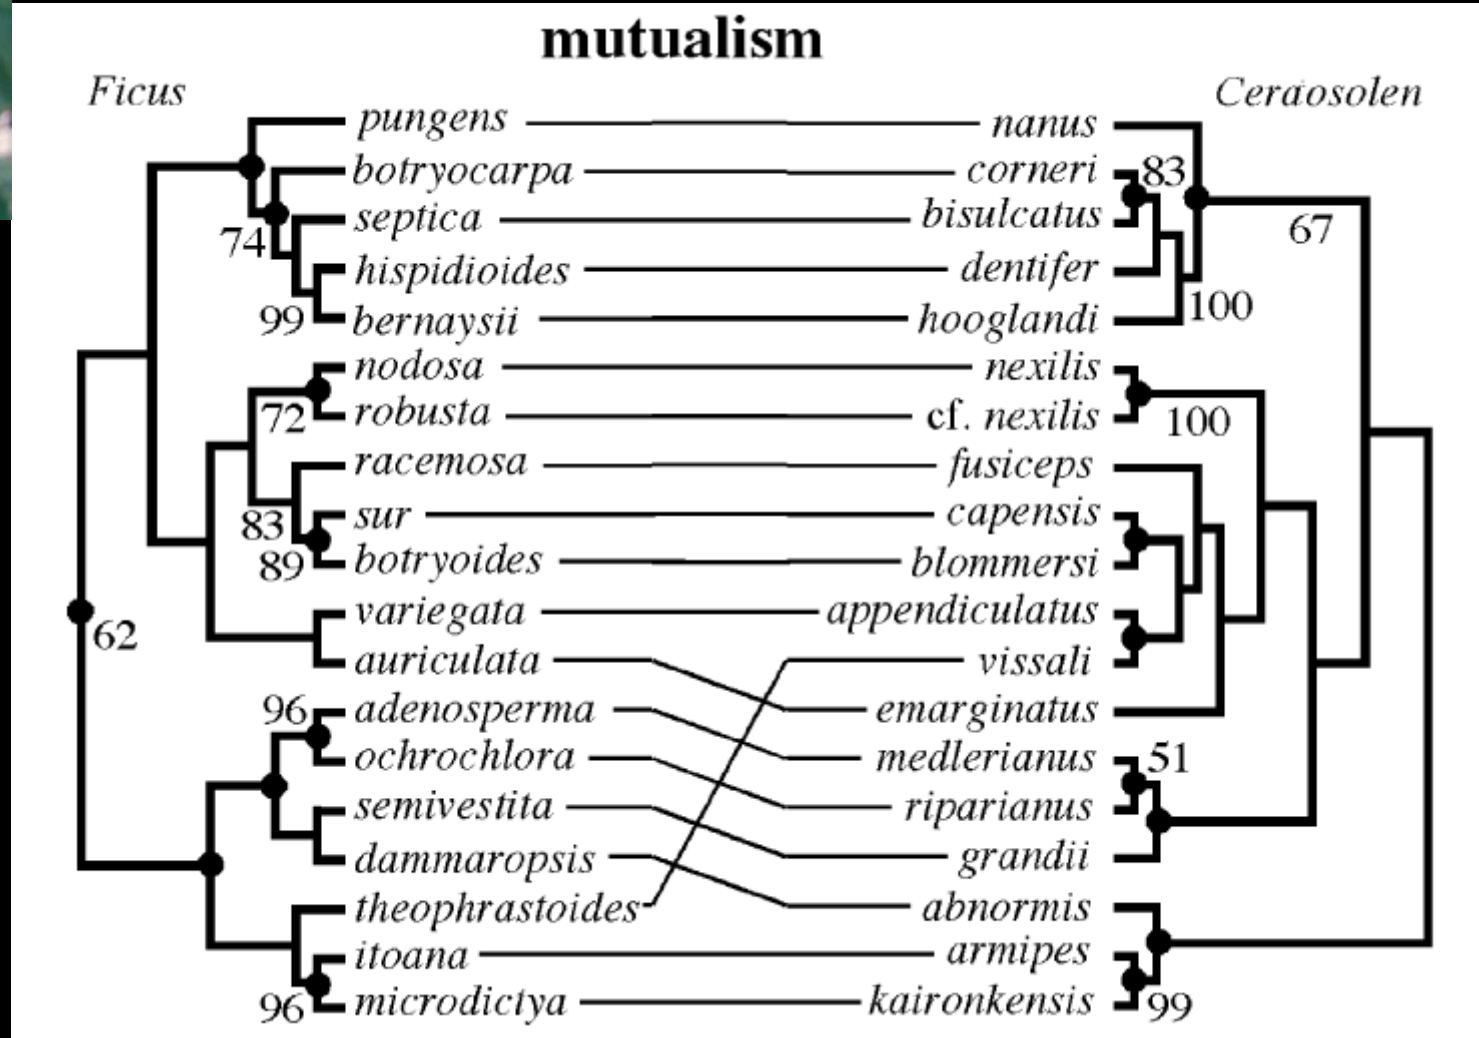 mutualism
Ficus Ceraosolen
pungens nanus
botryocarpa corneri 83
septica bisulcatus 67
74 hispidioides dentifer
99 bernaysii hooglandi 100
nodosa nexilis
72 robusta cf. nexilis 100
racemosa fusiceps
83 sur capensis
89 botryoides blommersi
62 variegata appendiculatus
auriculata vissali
96 adenosperma emarginatus
ochrochlora medlerianus 51
semivestita riparianus
dammaropsis grandii
theophrastoides abnormis
itoana armipes
96 microdictya kaironkensis 99